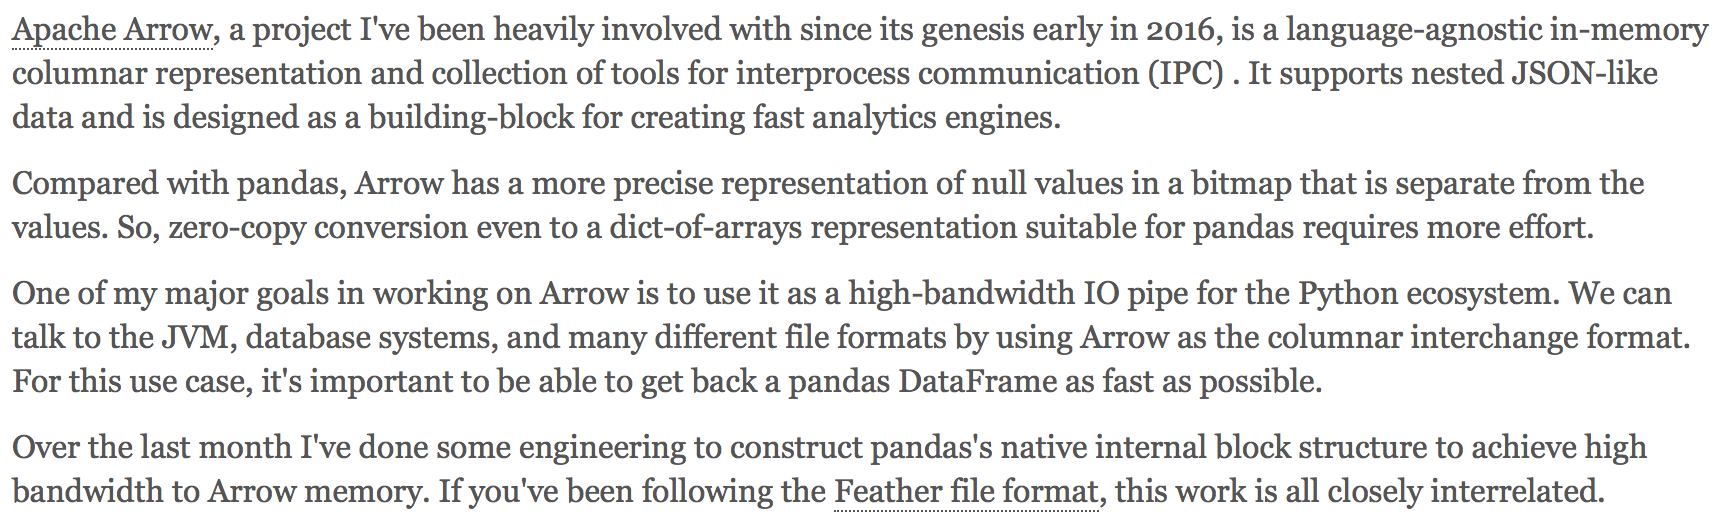 Apache Arrow, a project I've been heavily involved with since its genesis early in 2016, is a language-agnostic in-memory
columnar representation and collection of tools for interprocess communication (IPC) . It supports nested JSON-like
data and is designed as a building-block for creating fast analytics engines.
Compared with pandas, Arrow has a more precise representation of null values in a bitmap that is separate from the
values. So, zero-copy conversion even to a dict-of-arrays representation suitable for pandas requires more effort.
One of my major goals in working on Arrow is to use it as a high-bandwidth IO pipe for the Python ecosystem. We can
talk to the JVM, database systems, and many different file formats by using Arrow as the columnar interchange format.
For this use case, it's important to be able to get back a pandas DataFrame as fast as possible.
Over the last month I've done some engineering to construct pandas's native internal block structure to achieve high
bandwidth to Arrow memory. If you've been following the Feather file format, this work is all closely interrelated.